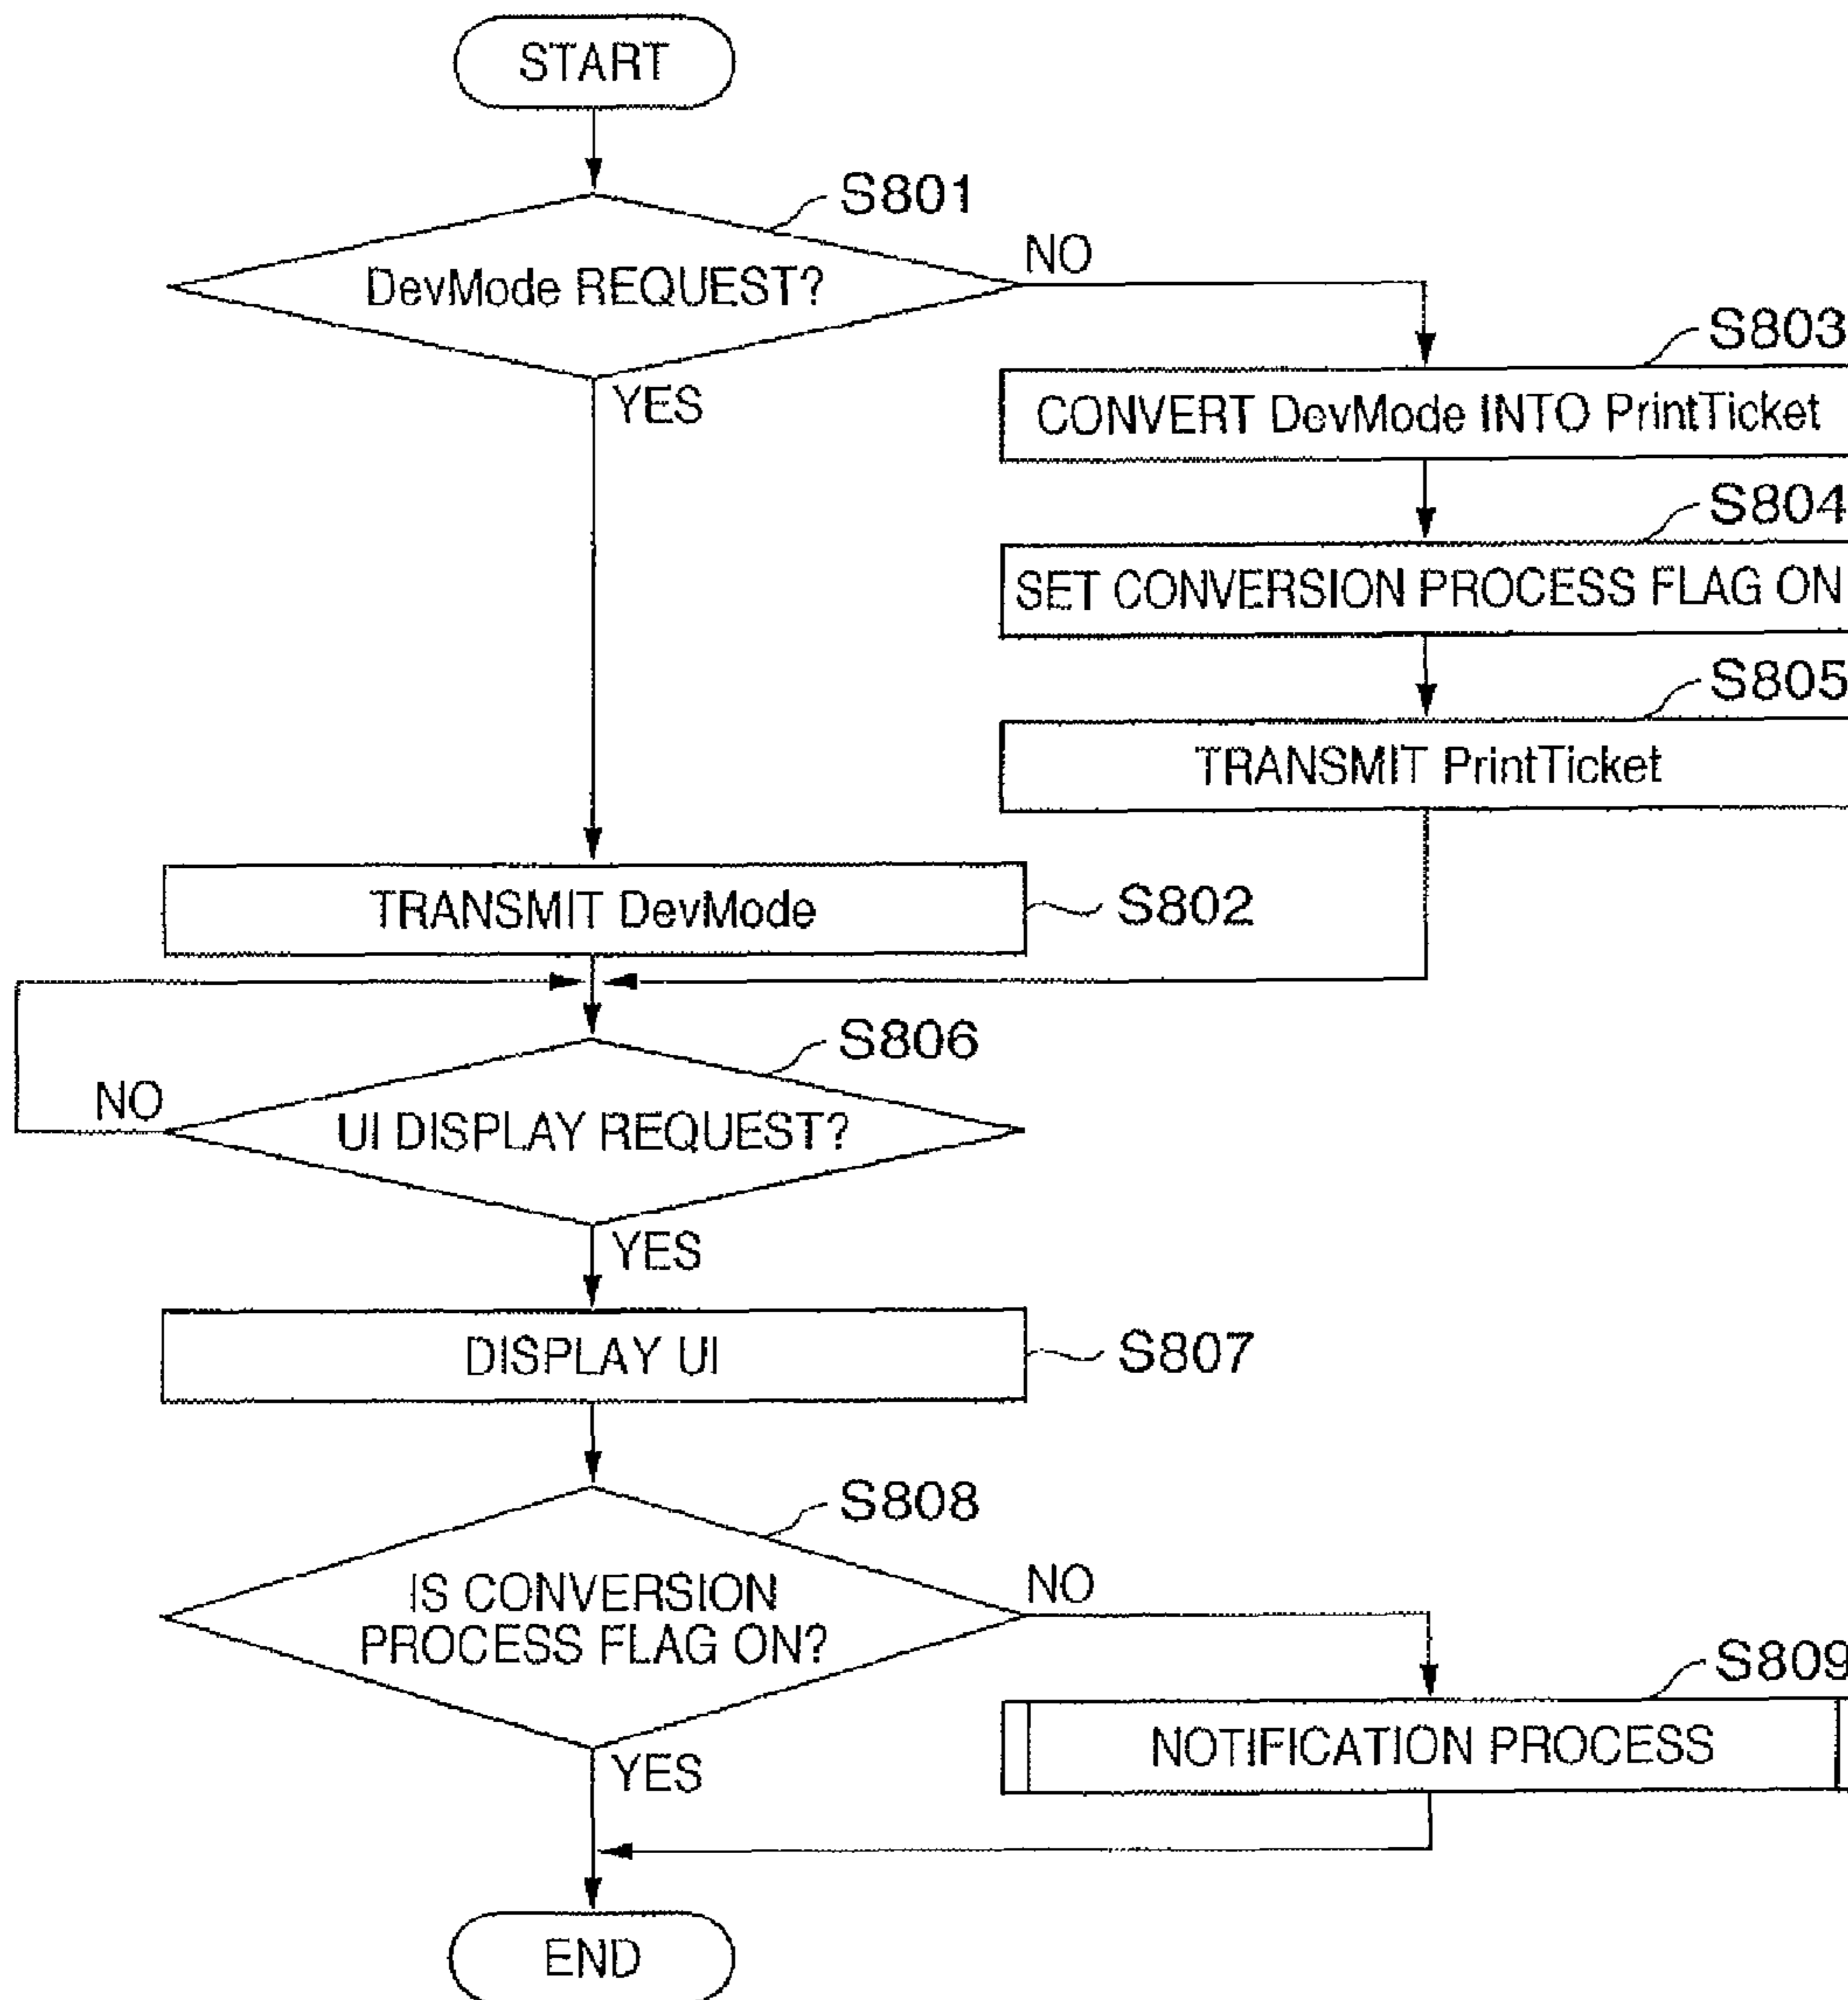 START
S801
DevMode REQUEST?
NO
YES
S803
CONVERT DevMode INTO PrintTicket
S804
SET CONVERSION PROCESS FLAG ON
S805
TRANSMIT PrintTicket
TRANSMIT DevMode
S802
S806
UI DISPLAY REQUEST?
NO
YES
DISPLAY UI
S807
S808
IS CONVERSION
PROCESS FLAG ON?
NO
YES
S809
NOTIFICATION PROCESS
END